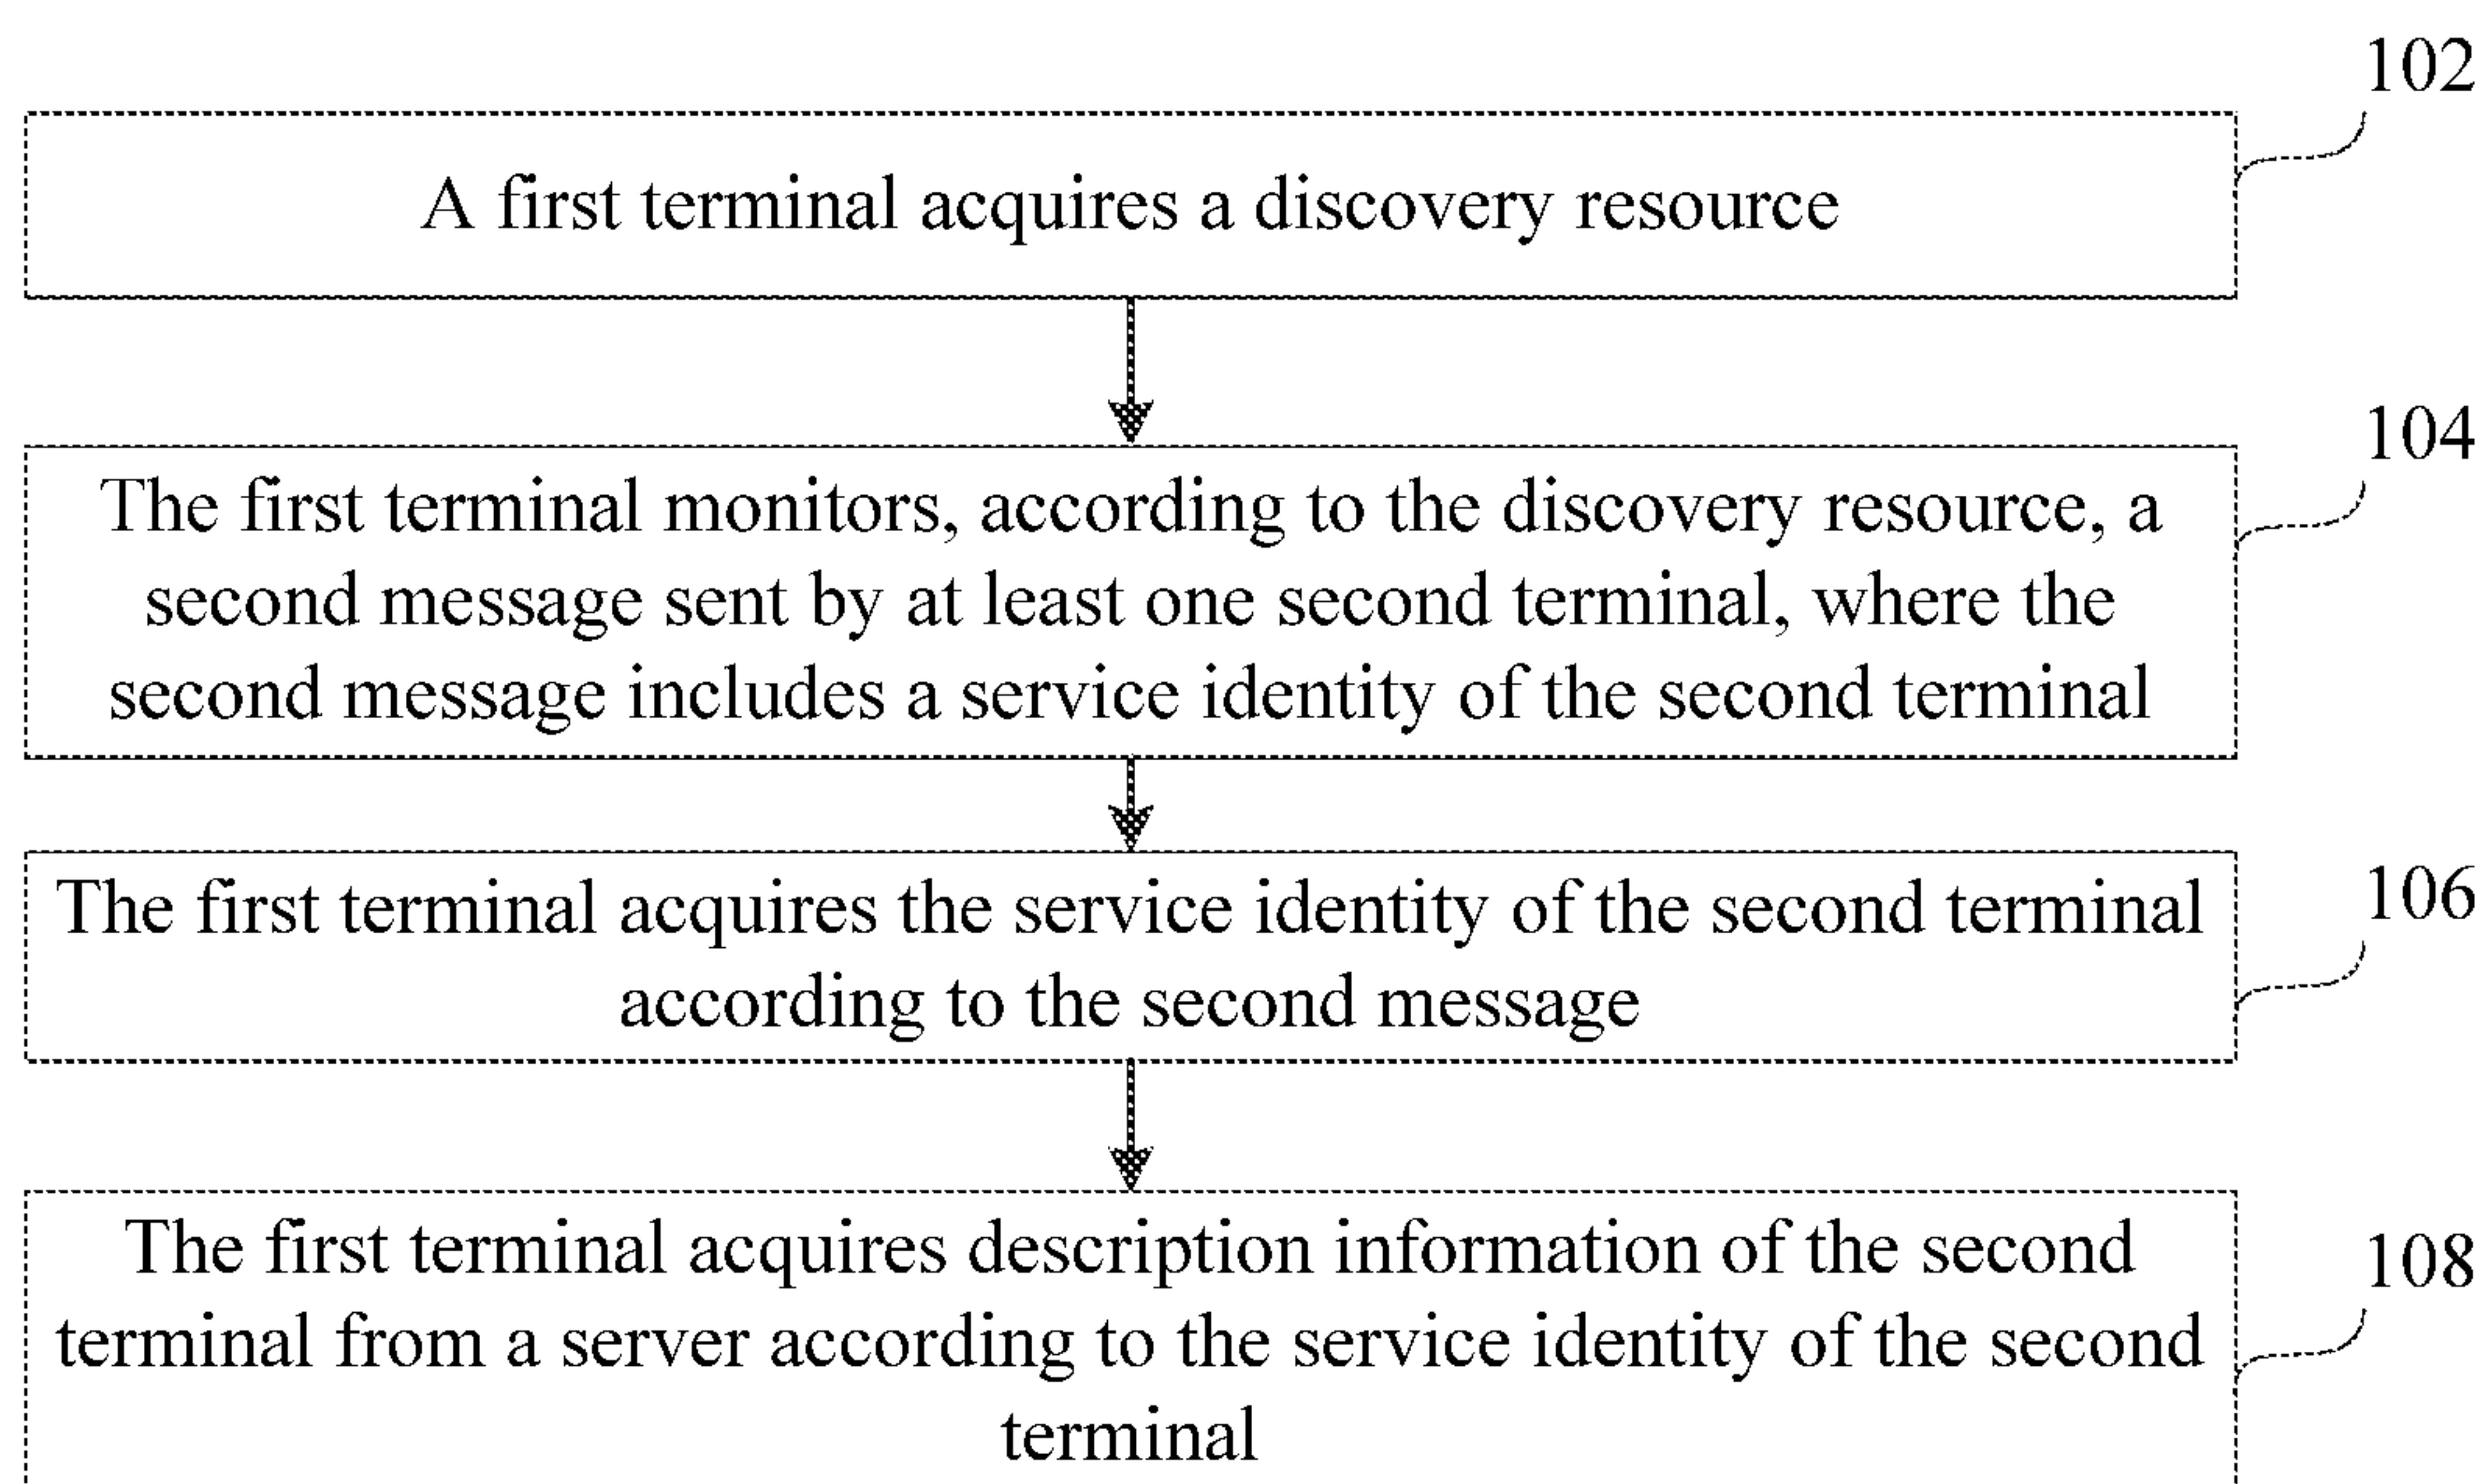 102
A first terminal acquires a discovery resource
104
The first terminal monitors, according to the discovery resource, a
second message sent by at least one second terminal, where the
second message includes a service identity of the second terminal
106
The first terminal acquires the service identity of the second terminal
according to the second message
108
The first terminal acquires description information of the second
terminal from a server according to the service identity of the second
terminal